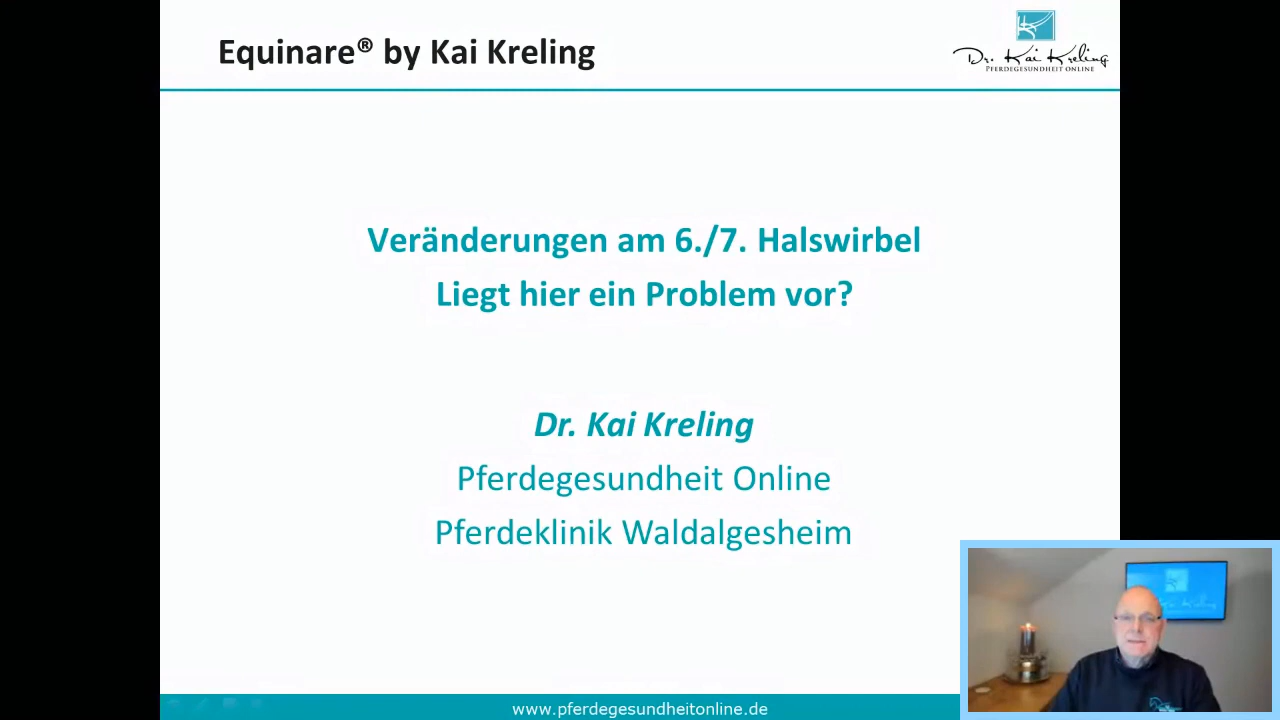 Equinare® by Kai Kreling
Dr. Kai Kreling
PFERDEGESUNDHEIT ONLINE
Veränderungen am 6./7. Halswirbel
Liegt hier ein Problem vor?
Dr. Kai Kreling
Pferdegesundheit Online
Pferdeklinik Waldalgesheim
www.pferdegesundheitonline.de
Kreling